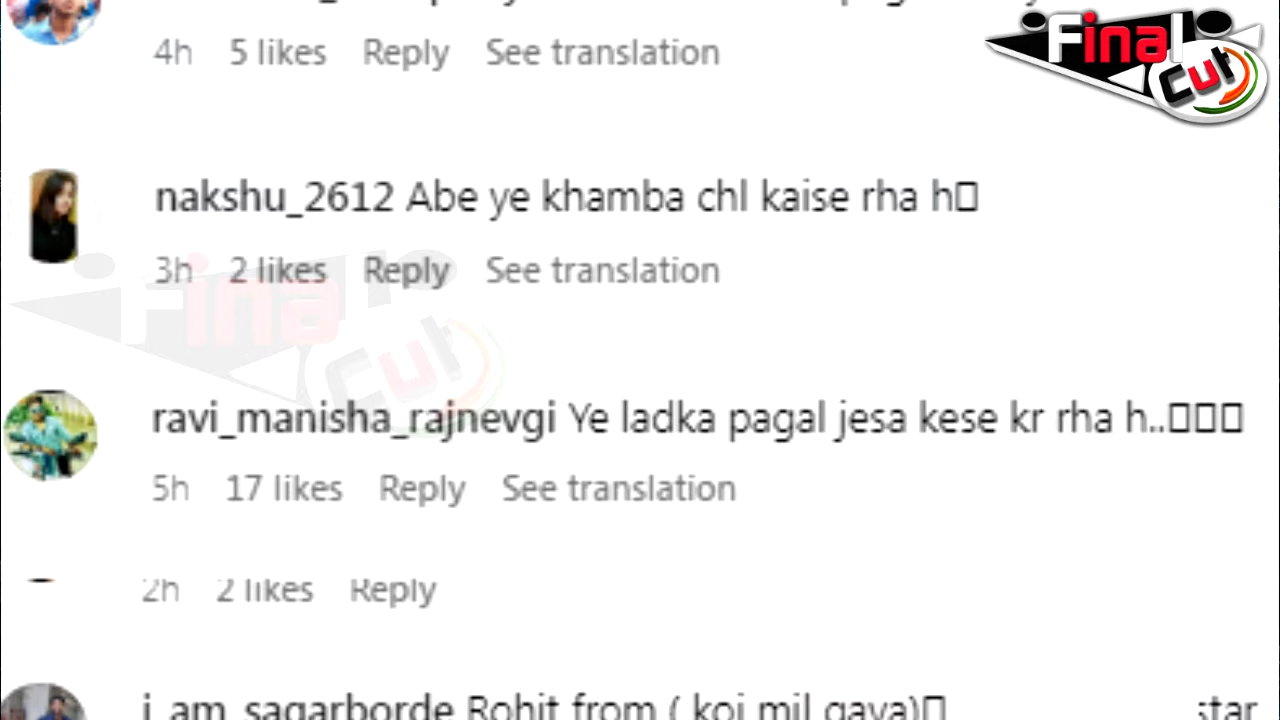 4h 5 likes Reply See translation
Final
Cut
nakshu_2612 Abe ye khamba chl kaise rha h
3h 2 likes Reply See translation
Final
Cut
ravi_manisha_rajnevgi Ye ladka pagal jesa kese kr rha h..
5h 17 likes Reply See translation
2h 2 likes Reply
i_am_sagarborde Rohit from ( koi mil gaya)